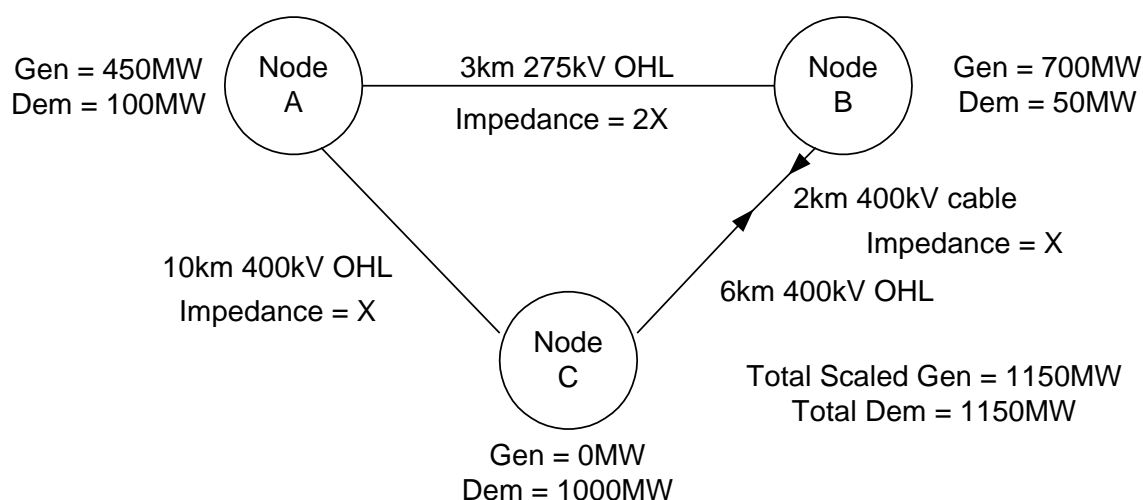 Gen = 450MW
Dem = 100MW
Node
A
3km 275kV OHL
Impedance = 2X
Node
B
Gen = 700MW
Dem = 50MW
2km 400kV cable
Impedance = X
6km 400kV OHL
10km 400kV OHL
Impedance = X
Node
C
Gen = 0MW
Dem = 1000MW
Total Scaled Gen = 1150MW
Total Dem = 1150MW